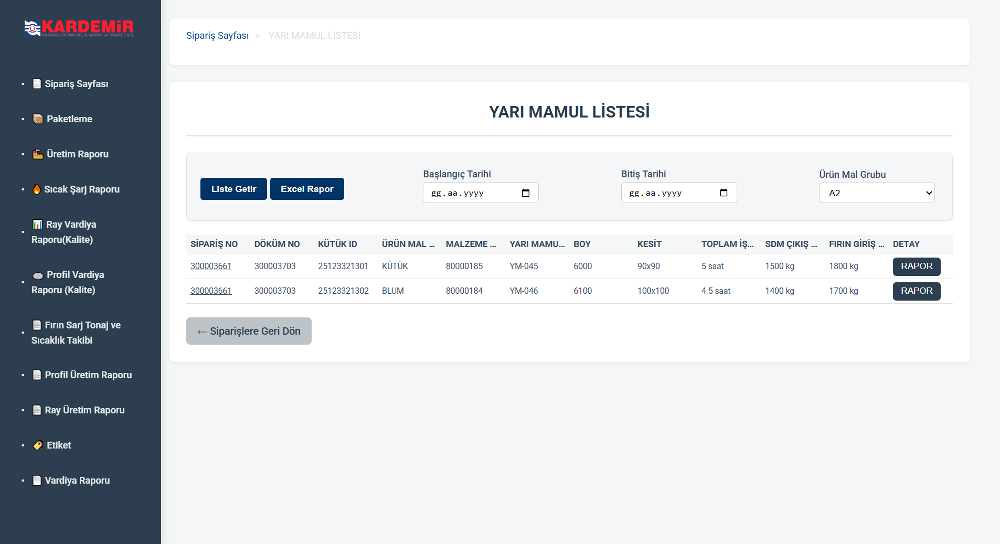 KARDEMİR
KARABÜK DEMİR ÇELİK SANAYİ ve TİCARET A.Ş.
Sipariş Sayfası
Paketleme
Üretim Raporu
Sıcak Şarj Raporu
Ray Vardiya
Raporu(Kalite)
Profil Vardiya
Raporu (Kalite)
Fırın Sarj Tonaj ve
Sıcaklık Takibi
Profil Üretim Raporu
Ray Üretim Raporu
Etiket
Vardiya Raporu
Sipariş Sayfası > YARI MAMUL LİSTESİ
YARI MAMUL LİSTESİ
Liste Getir Excel Rapor
Başlangıç Tarihi
gg.aa.yyyy
Bitiş Tarihi
gg.aa.yyyy
Ürün Mal Grubu
A2
SİPARİŞ NO DÖKÜM NO KÜTÜK ID ÜRÜN MAL ... MALZEME ... YARI MAMU... BOY KESİT TOPLAM İŞ... SDM ÇIKIŞ ... FIRIN GİRİŞ ... DETAY
300003661 300003703 25123321301 KÜTÜK 80000185 YM-045 6000 90x90 5 saat 1500 kg 1800 kg RAPOR
300003661 300003703 25123321302 BLUM 80000184 YM-046 6100 100x100 4.5 saat 1400 kg 1700 kg RAPOR
← Siparişlere Geri Dön